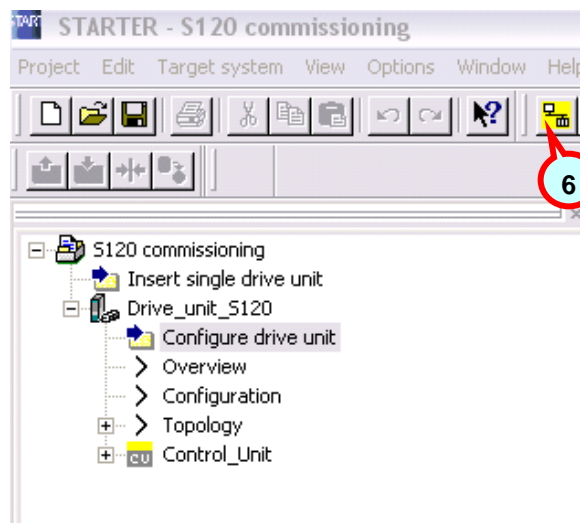 START STARTER - S120 commissioning
Project Edit Target system View Options Window Help
6
S120 commissioning
Insert single drive unit
Drive_unit_S120
Configure drive unit
Overview
Configuration
Topology
CU Control_Unit